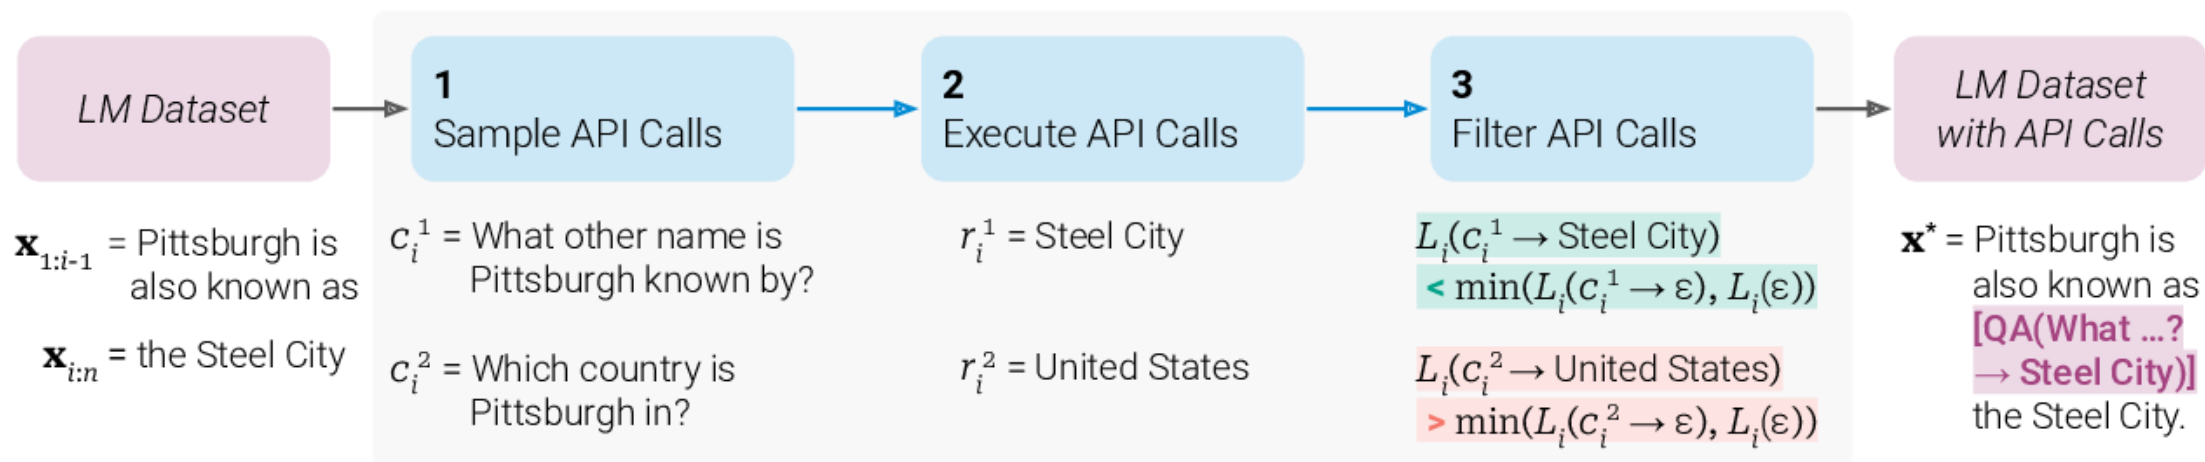 LM Dataset
1
Sample API Calls
2
Execute API Calls
3
Filter API Calls
LM Dataset
with API Calls
x1:i-1 = Pittsburgh is
also known as
xi:n = the Steel City
ci1 = What other name is
Pittsburgh known by?
ci2 = Which country is
Pittsburgh in?
ri1 = Steel City
ri2 = United States
Li(ci1 → Steel City)
< min(Li(ci1 → ε), Li(ε))
Li(ci2 → United States)
> min(Li(ci2 → ε), Li(ε))
x* = Pittsburgh is
also known as
[QA(What ...?
→ Steel City)]
the Steel City.